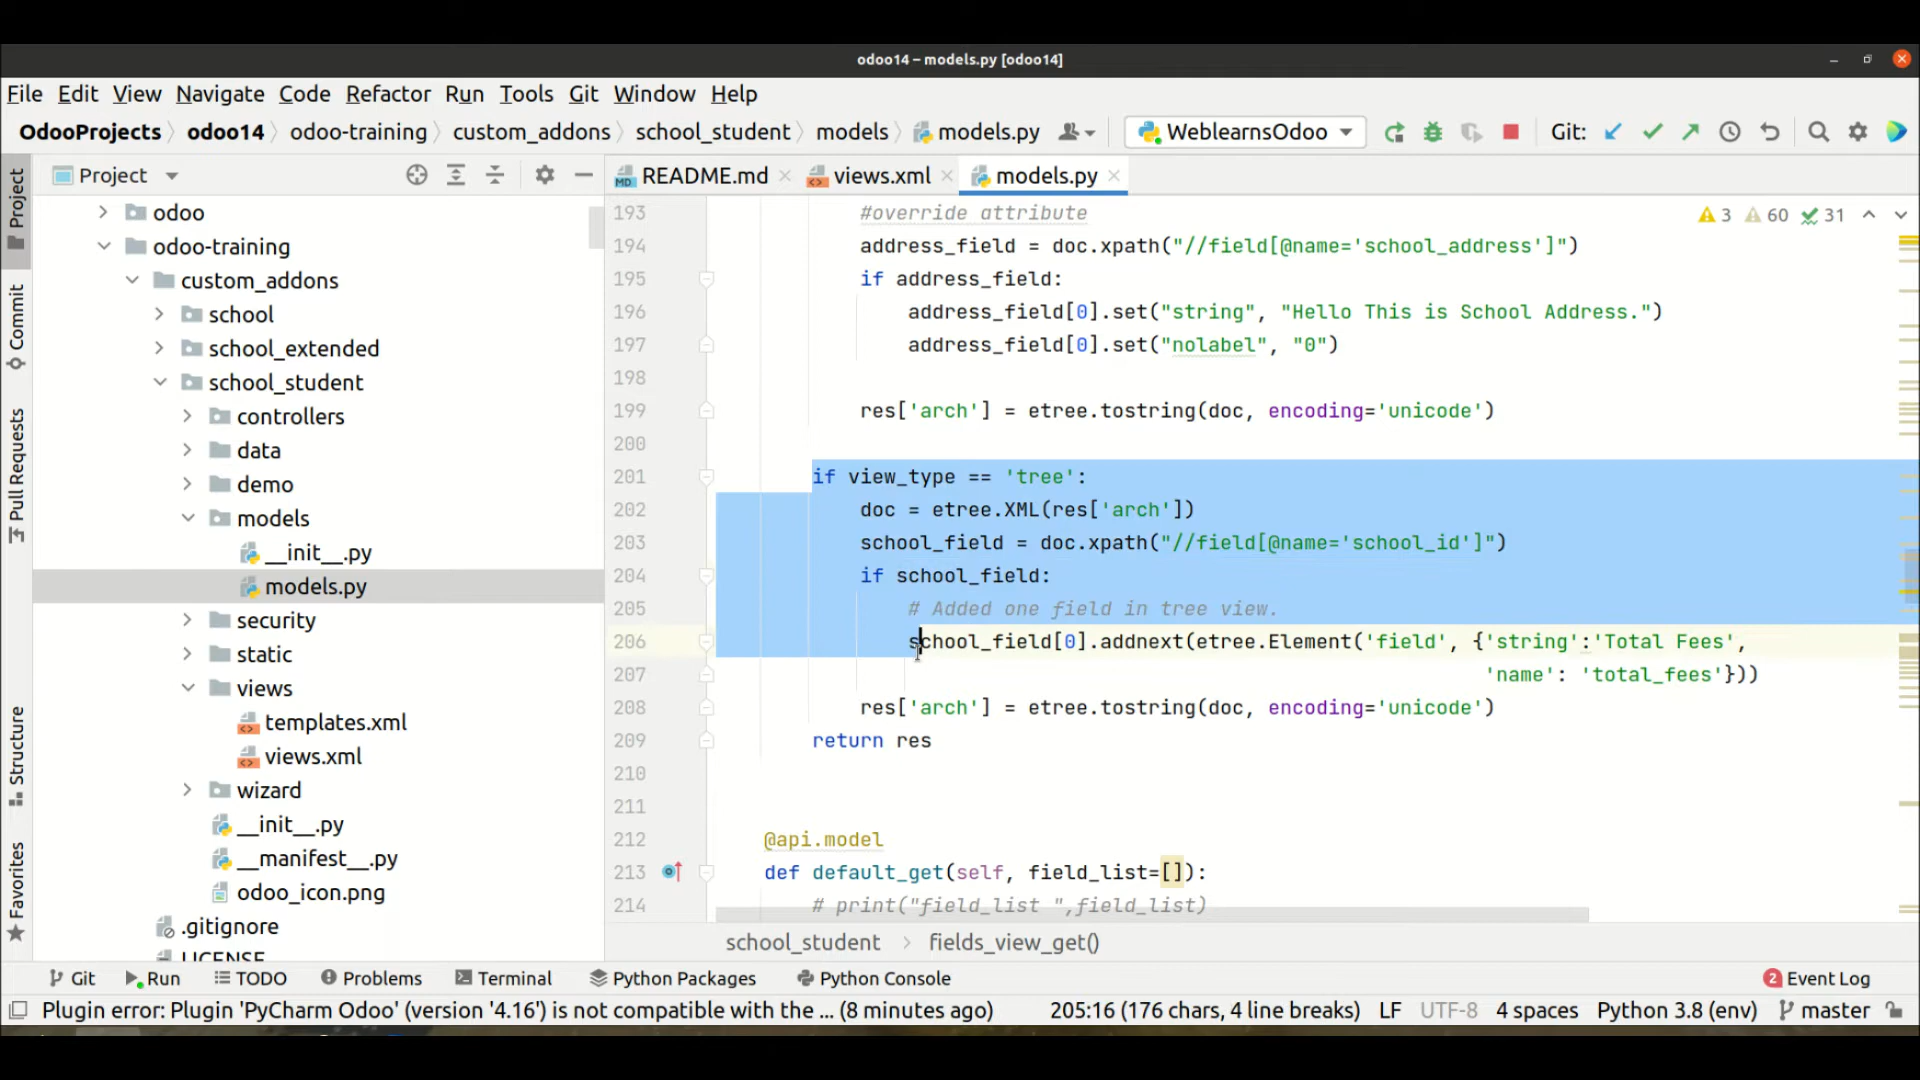 odoo14 – models.py [odoo14]
File Edit View Navigate Code Refactor Run Tools Git Window Help
OdooProjects odoo14 odoo-training custom_addons school_student models models.py WeblearnsOdoo Git:
Project
README.md views.xml models.py
3 60 31
Project
Commit
Pull Requests
Structure
Favorites
odoo
odoo-training
custom_addons
school
school_extended
school_student
controllers
data
demo
models
__init__.py
models.py
security
static
views
templates.xml
views.xml
wizard
__init__.py
__manifest__.py
odoo_icon.png
.gitignore
LICENSE
193 #override attribute
194 address_field = doc.xpath("//field[@name='school_address']")
195 if address_field:
196 address_field[0].set("string", "Hello This is School Address.")
197 address_field[0].set("nolabel", "0")
198
199 res['arch'] = etree.tostring(doc, encoding='unicode')
200
201 if view_type == 'tree':
202 doc = etree.XML(res['arch'])
203 school_field = doc.xpath("//field[@name='school_id']")
204 if school_field:
205 # Added one field in tree view.
206 school_field[0].addnext(etree.Element('field', {'string':'Total Fees',
207 'name': 'total_fees'}))
208 res['arch'] = etree.tostring(doc, encoding='unicode')
209 return res
210
211
212 @api.model
213 def default_get(self, field_list=[]):
214 # print("field_list ",field_list)
school_student fields_view_get()
Git Run TODO Problems Terminal Python Packages Python Console 2 Event Log
Plugin error: Plugin 'PyCharm Odoo' (version '4.16') is not compatible with the ... (8 minutes ago) 205:16 (176 chars, 4 line breaks) LF UTF-8 4 spaces Python 3.8 (env) master